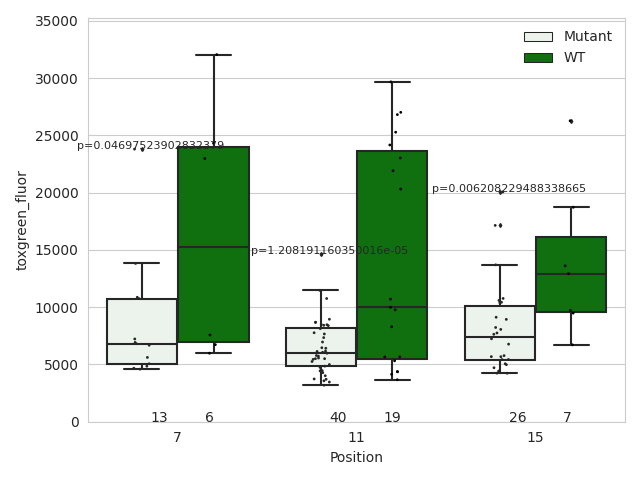 35000
30000
25000
20000
15000
10000
5000
0
toxgreen_fluor
Mutant
WT
p=0.04697523902832379
p=1.208191160350016e-05
p=0.006208229488338665
13 6 40 19 26 7
7 11 15
Position